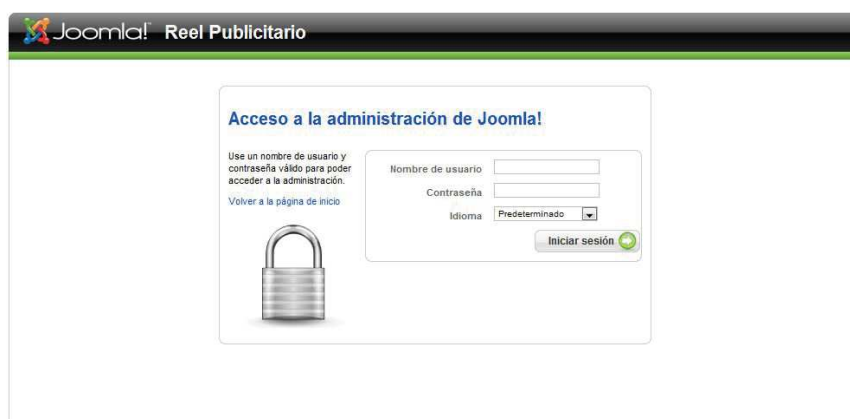 Joomla! Reel Publicitario
Acceso a la administración de Joomla!
Use un nombre de usuario y
contraseña válido para poder
acceder a la administración.
Volver a la página de inicio
Nombre de usuario
Contraseña
Idioma Predeterminado
Iniciar sesión